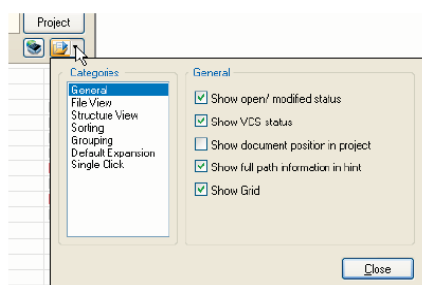 Project
Categories
General
File View
Structure View
Sorting
Grouping
Default Expansion
Single Click
General
Show open/ modified status
Show VCS status
Show document position in project
Show full path information in hint
Show Grid
Close